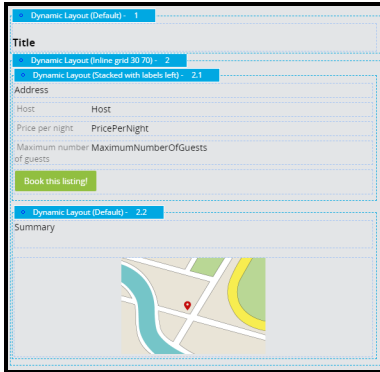 Dynamic Layout (Default) - 1
Title
Dynamic Layout (Inline grid 30 70) - 2
Dynamic Layout (Stacked with labels left) - 2.1
Address
Host Host
Price per night PricePerNight
Maximum number MaximumNumberOfGuests
of guests
Book this listing!
Dynamic Layout (Default) - 2.2
Summary